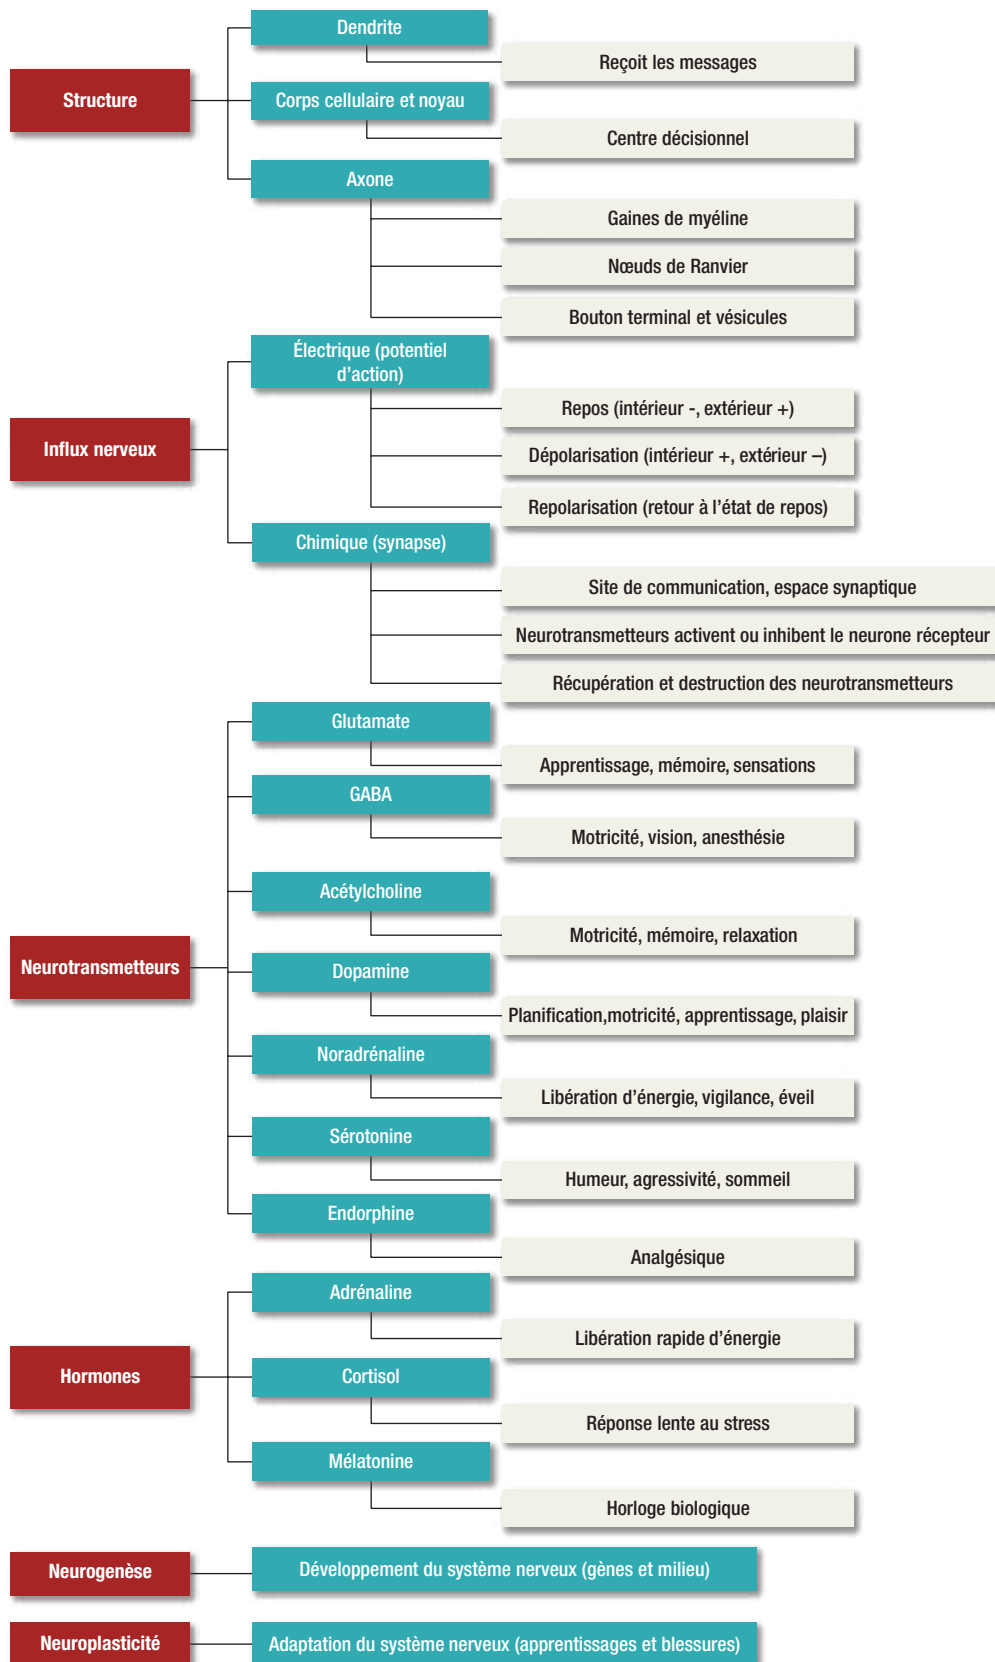 Dendrite
Reçoit les messages
Structure
Corps cellulaire et noyau
Centre décisionnel
Axone
Gaines de myéline
Nœuds de Ranvier
Bouton terminal et vésicules
Électrique (potentiel
d’action)
Repos (intérieur -, extérieur +)
Influx nerveux
Dépolarisation (intérieur +, extérieur –)
Repolarisation (retour à l’état de repos)
Chimique (synapse)
Site de communication, espace synaptique
Neurotransmetteurs activent ou inhibent le neurone récepteur
Récupération et destruction des neurotransmetteurs
Glutamate
Apprentissage, mémoire, sensations
GABA
Motricité, vision, anesthésie
Acétylcholine
Motricité, mémoire, relaxation
Neurotransmetteurs
Dopamine
Planification,motricité, apprentissage, plaisir
Noradrénaline
Libération d’énergie, vigilance, éveil
Sérotonine
Humeur, agressivité, sommeil
Endorphine
Analgésique
Adrénaline
Libération rapide d’énergie
Hormones
Cortisol
Réponse lente au stress
Mélatonine
Horloge biologique
Neurogenèse
Développement du système nerveux (gènes et milieu)
Neuroplasticité
Adaptation du système nerveux (apprentissages et blessures)